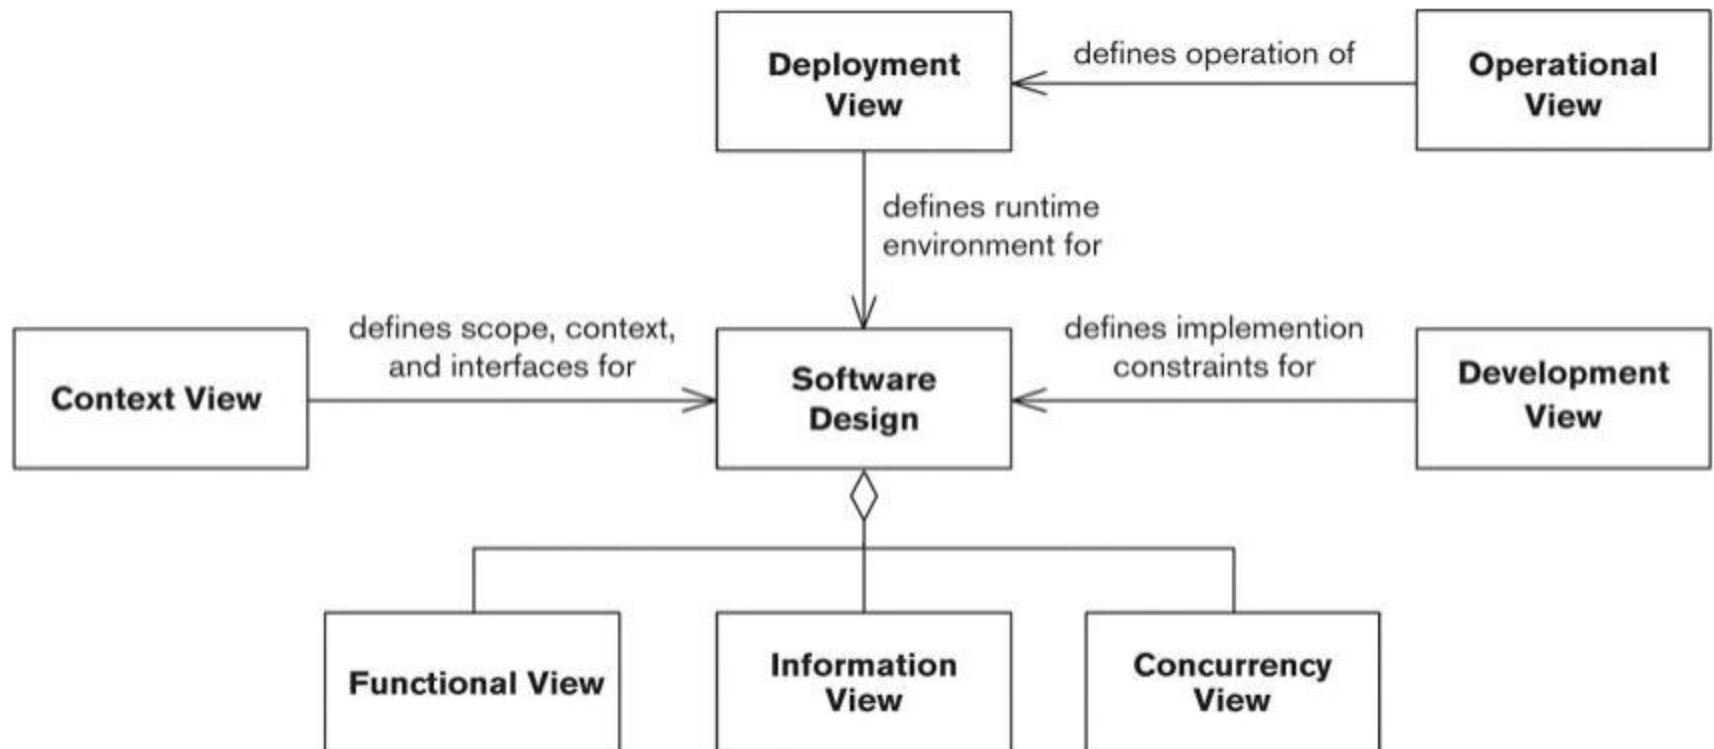 Deployment
View
defines operation of
Operational
View
defines runtime
environment for
Context View
defines scope, context,
and interfaces for
Software
Design
defines implemention
constraints for
Development
View
Functional View
Information
View
Concurrency
View